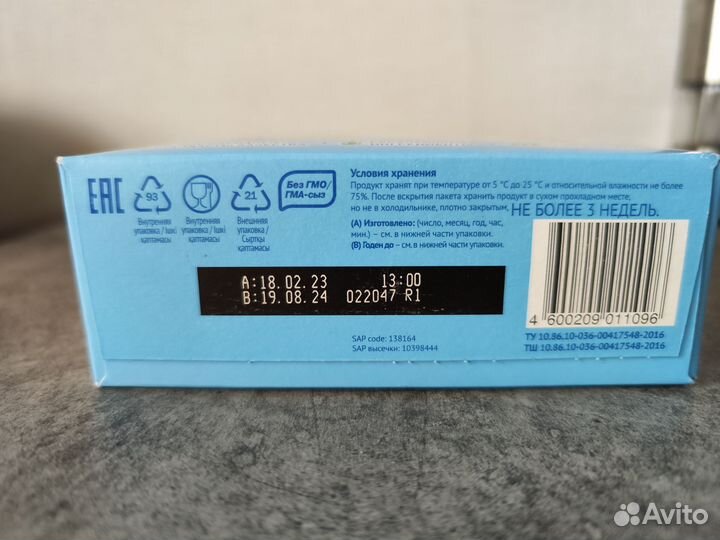 Условия хранения
Продукт хранят при температуре от 5 °C до 25 °C и относительной влажности не более
75%. После вскрытия пакета хранить продукт в сухом прохладном месте,
но не в холодильнике, плотно закрытым. НЕ БОЛЕЕ 3 НЕДЕЛЬ.
(А) Изготовлено: (число, месяц, год, час,
мин.) – см. в нижней части упаковки.
(В) Годен до – см. в нижней части упаковки.
EAC
93
Внутренняя
упаковка / Ішкі
қаптамасы
Внутренняя
упаковка / Ішкі
қаптамасы
21
Внешняя
упаковка /
Сыртқы
қаптамасы
Без ГМО/
ГМА-сыз
A:18.02.23 13:00
B:19.08.24 022047 R1
SAP code: 138164
SAP высечки: 10398444
4 600209 011096
ТУ 10.86.10-036-00417548-2016
ТШ 10.86.10-036-00417548-2016
Avito